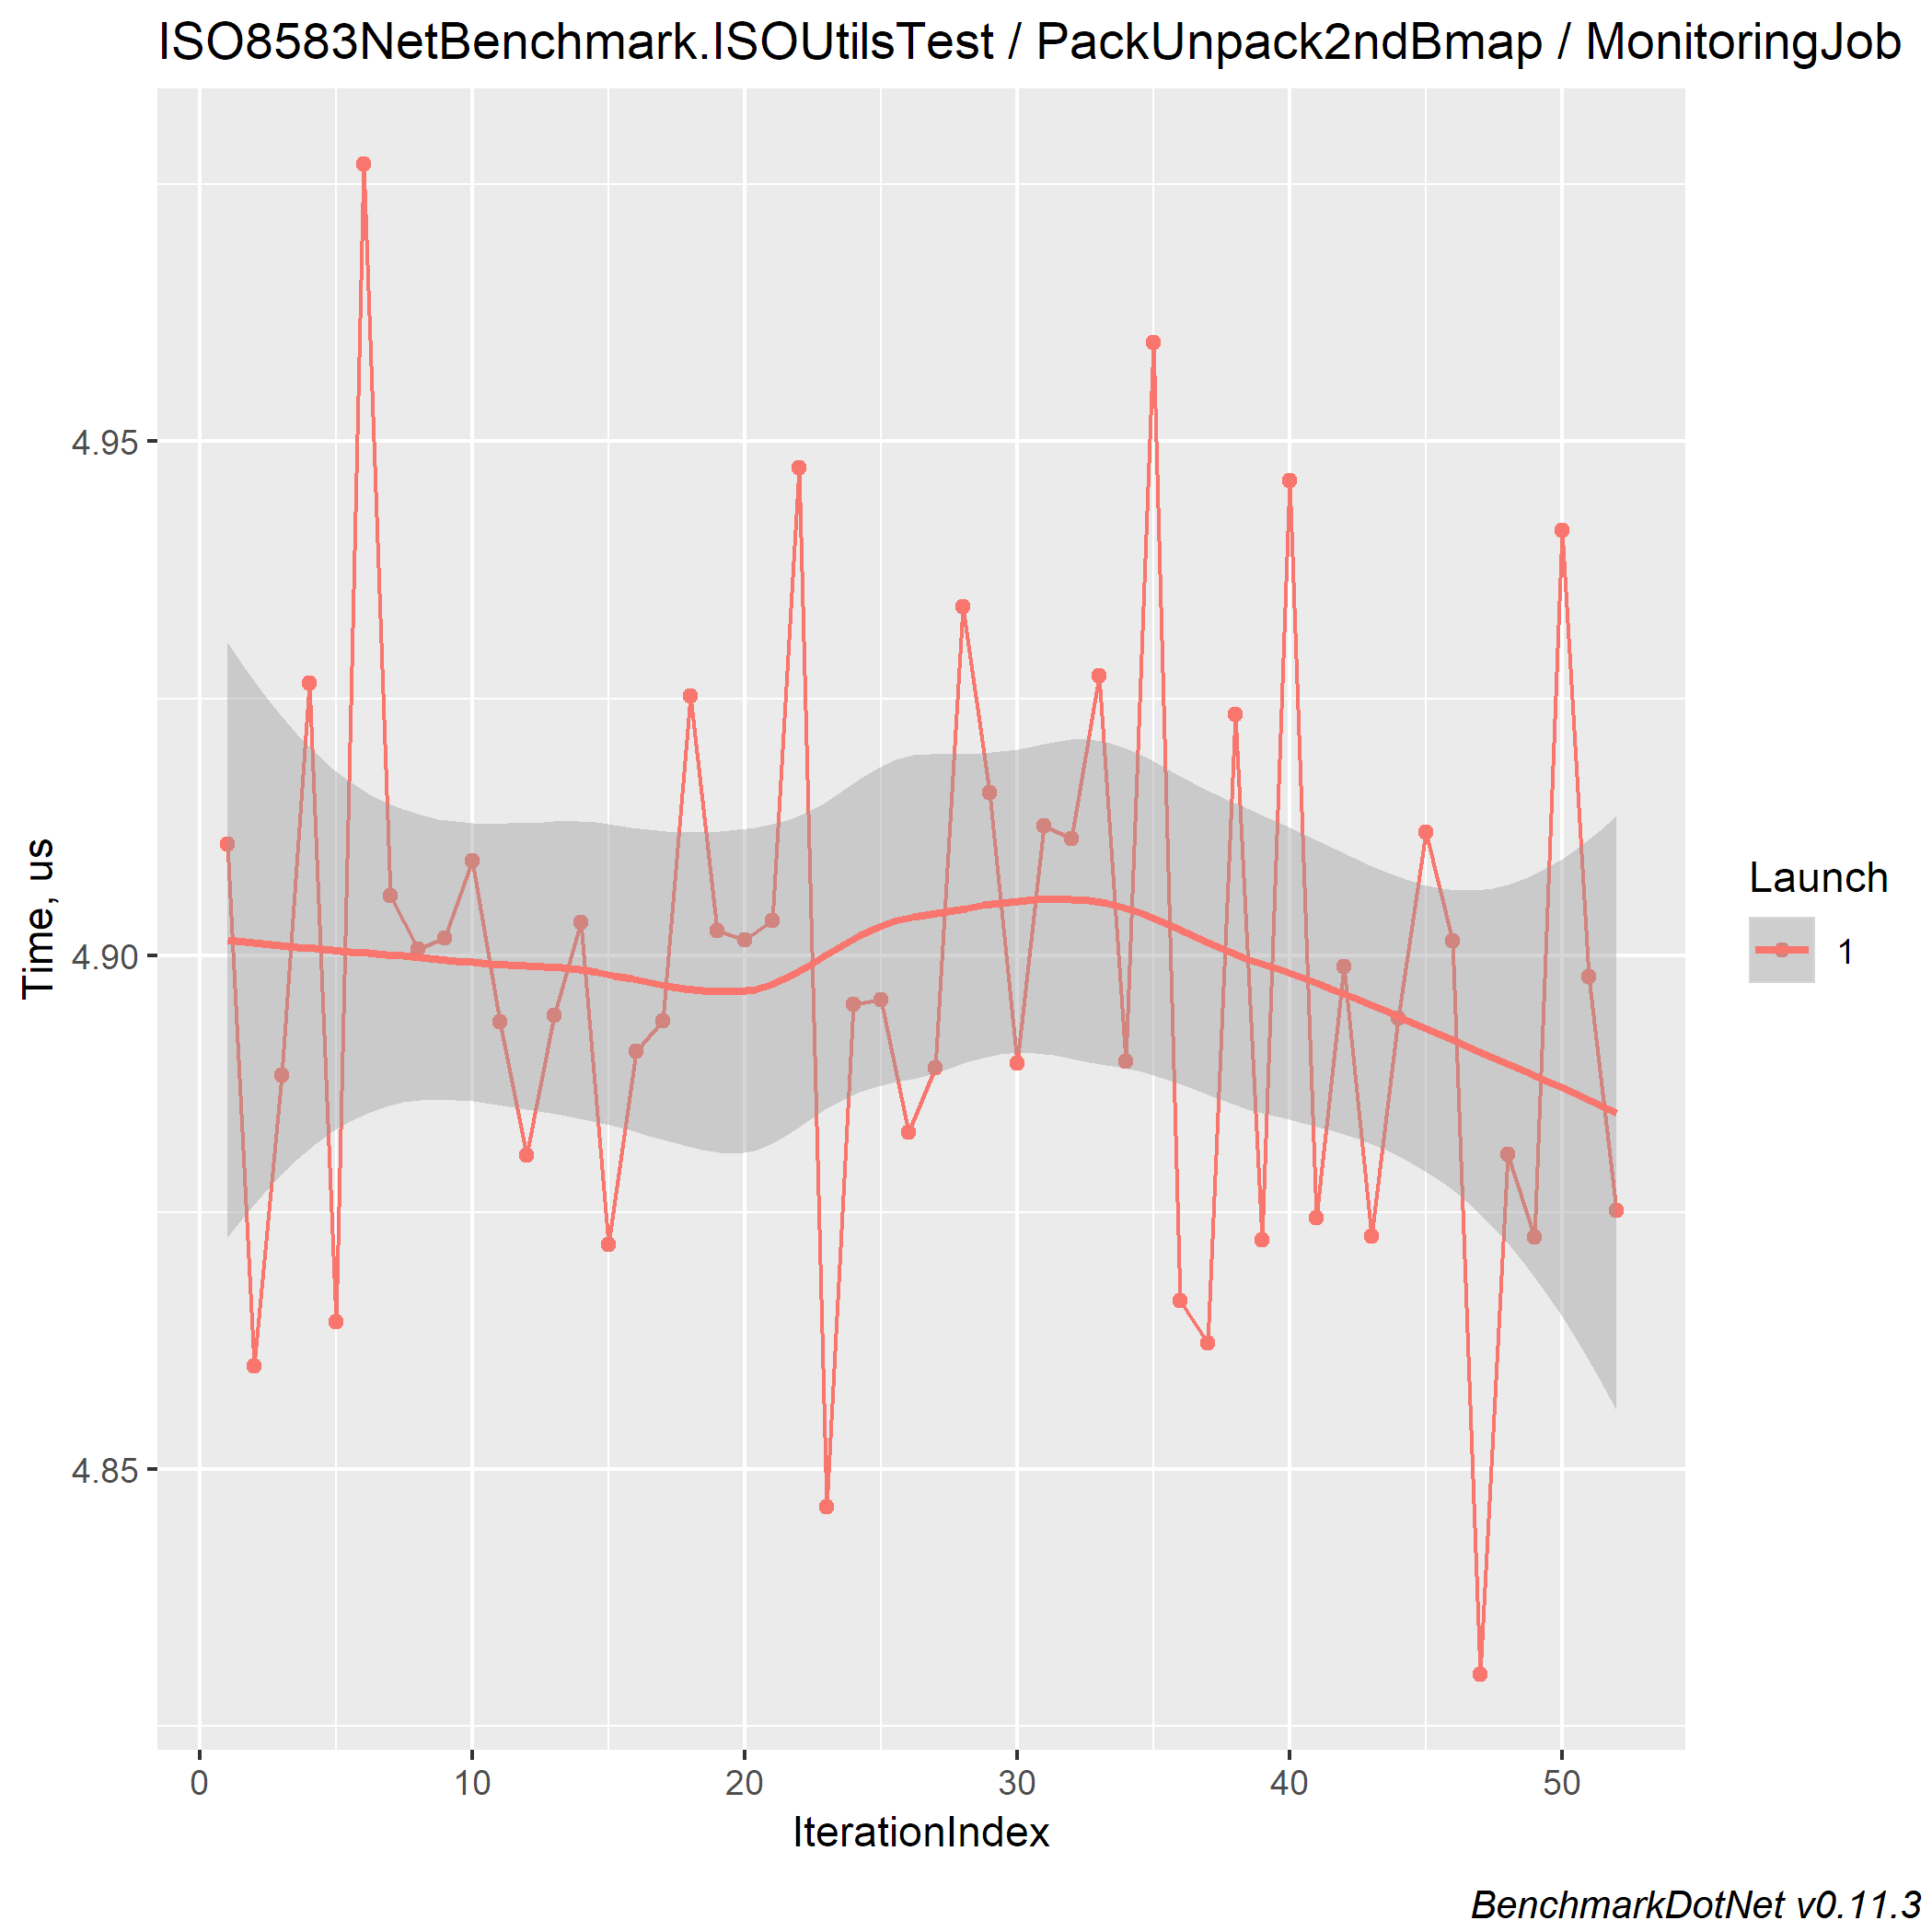 ISO8583NetBenchmark.ISOUtilsTest / PackUnpack2ndBmap / MonitoringJob
Time, us
4.95
4.90
4.85
0 10 20 30 40 50
IterationIndex
Launch
1
BenchmarkDotNet v0.11.3